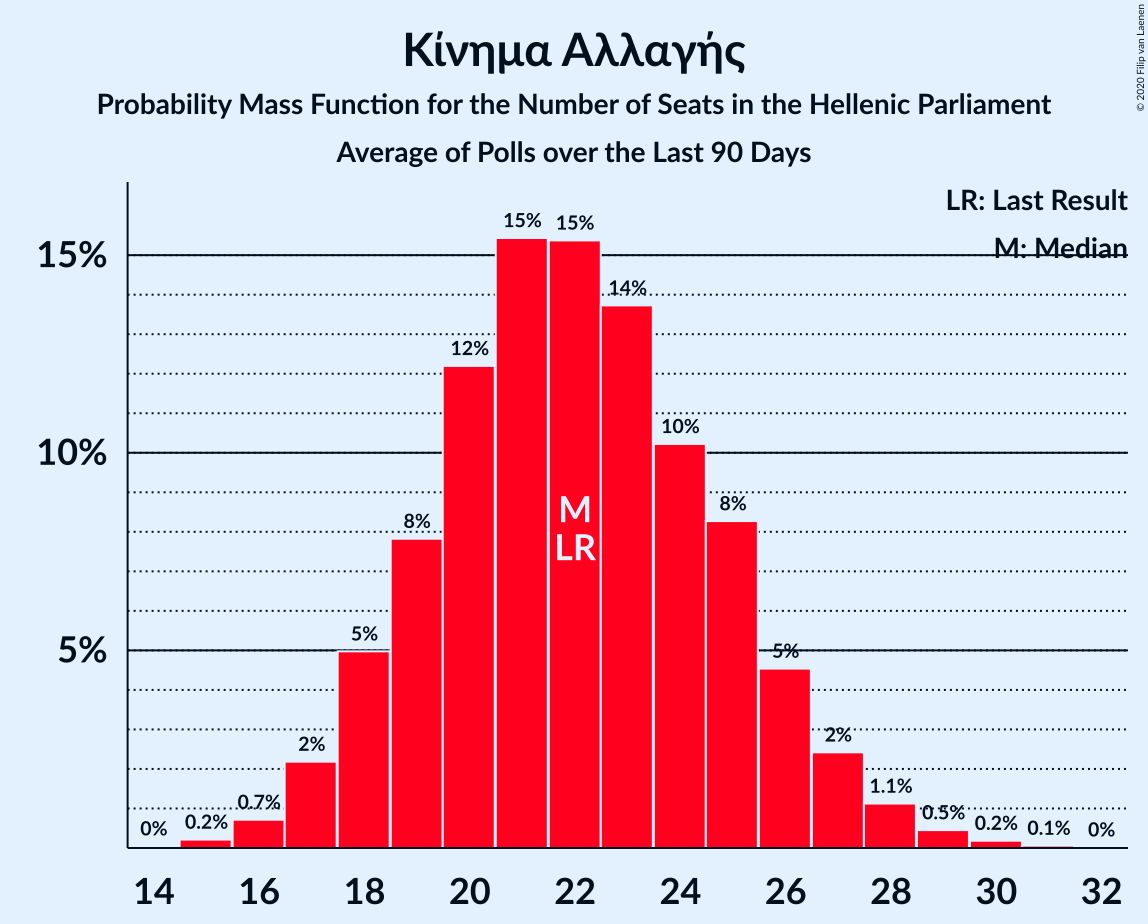 Κίνημα Αλλαγής
Probability Mass Function for the Number of Seats in the Hellenic Parliament
Average of Polls over the Last 90 Days
© 2020 Filip van Laenen
LR: Last Result
M: Median
15%
10%
5%
0%
0.2%
0.7%
2%
5%
8%
12%
15%
15%
14%
10%
8%
5%
2%
1.1%
0.5%
0.2%
0.1%
0%
M
LR
14 16 18 20 22 24 26 28 30 32